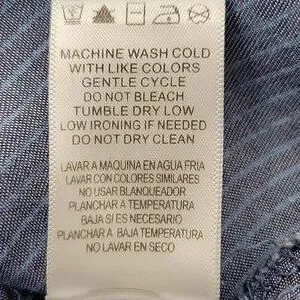 MACHINE WASH COLD
WITH LIKE COLORS
GENTLE CYCLE
DO NOT BLEACH
TUMBLE DRY LOW
LOW IRONING IF NEEDED
DO NOT DRY CLEAN
LAVAR A MAQUINA EN AGUA FRIA
LAVAR CON COLORES SIMILARES
NO USAR BLANQUEADOR
PLANCHAR A TEMPERATURA
BAJA SI ES NECESARIO
PLANCHAR A BAJA TEMPERATURA
NO LAVAR EN SECO